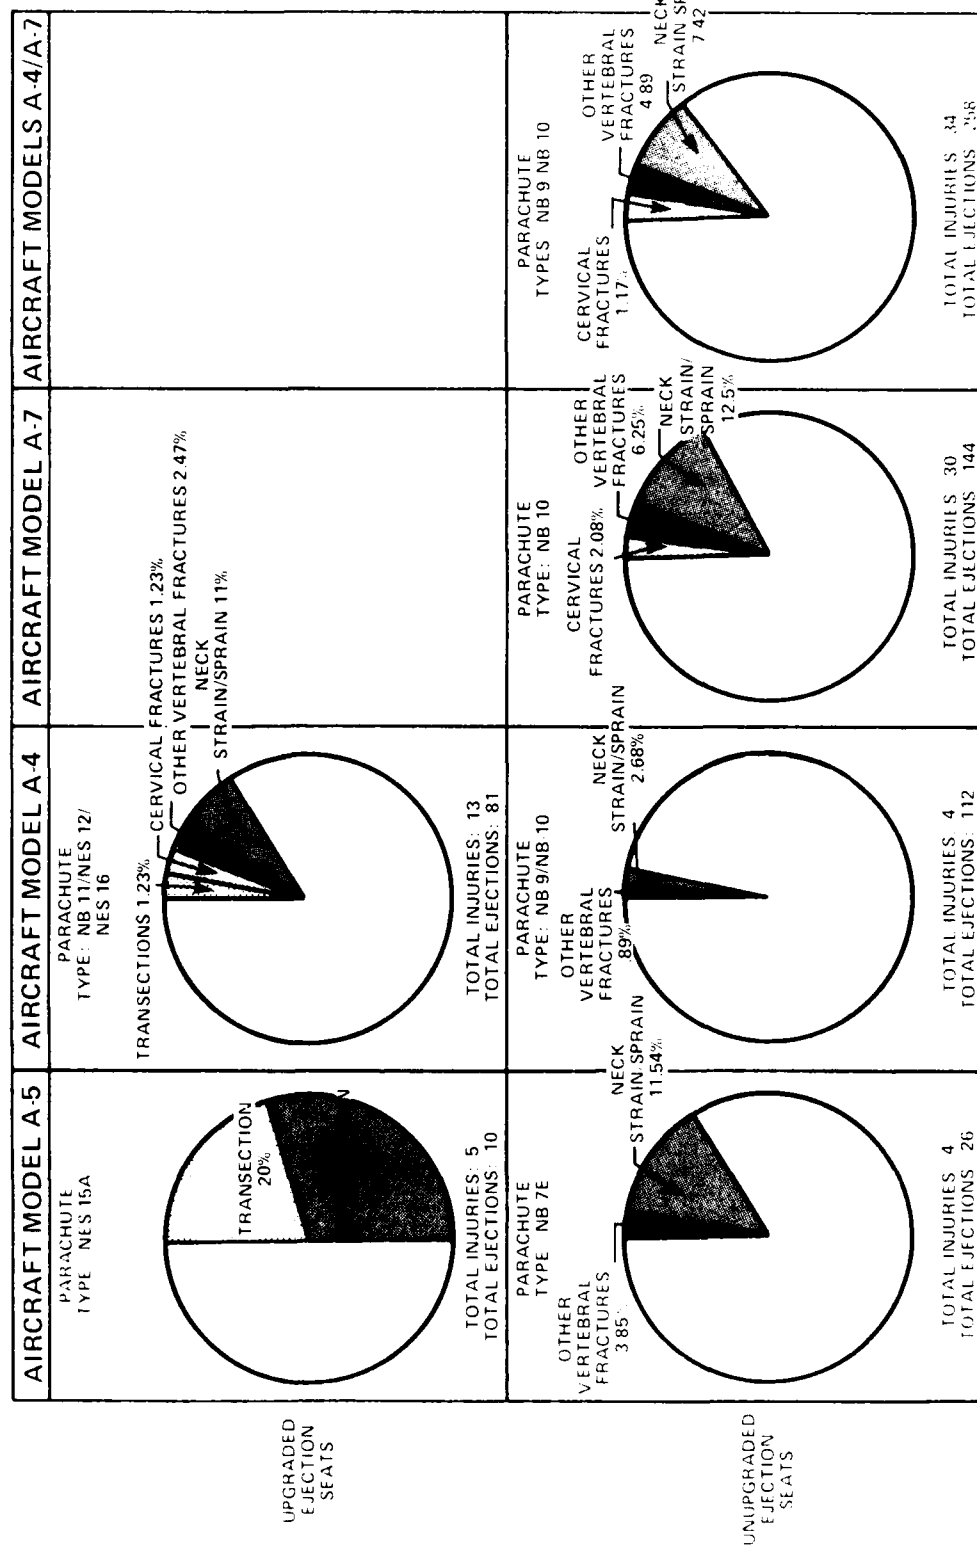 AIRCRAFT MODEL A-5
AIRCRAFT MODEL A-4
AIRCRAFT MODEL A-7
AIRCRAFT MODELS A-4/A-7
UPGRADED
EJECTION
SEATS
PARACHUTE
TYPE NES 15A
TRANSECTION
20%
TOTAL INJURIES: 5
TOTAL EJECTIONS: 10
PARACHUTE
TYPE: NB 11/NES 12/
NES 16
TRANSECTIONS 1.23%
CERVICAL FRACTURES 1.23%
OTHER VERTEBRAL FRACTURES 2.47%
NECK
STRAIN/SPRAIN 11%
TOTAL INJURIES: 13
TOTAL EJECTIONS: 81
UNUPGRADED
EJECTION
SEATS
PARACHUTE
TYPE NB 7E
OTHER
VERTEBRAL
FRACTURES
3 85
NECK
STRAIN/SPRAIN
11.54%
TOTAL INJURIES 4
TOTAL EJECTIONS 26
PARACHUTE
TYPE: NB 9/NB 10
OTHER
VERTEBRAL
FRACTURES
.89%
NECK
STRAIN/SPRAIN
2.68%
TOTAL INJURIES: 4
TOTAL EJECTIONS: 112
PARACHUTE
TYPE: NB 10
CERVICAL
FRACTURES 2.08%
OTHER
VERTEBRAL
FRACTURES
6.25%
NECK
STRAIN/
SPRAIN
12.5%
TOTAL INJURIES 30
TOTAL EJECTIONS 144
PARACHUTE
TYPES NB 9 NB 10
CERVICAL
FRACTURES
1.17%
OTHER
VERTEBRAL
FRACTURES
4 89
NECK
STRAIN
7 42
TOTAL INJURIES 34
TOTAL EJECTIONS